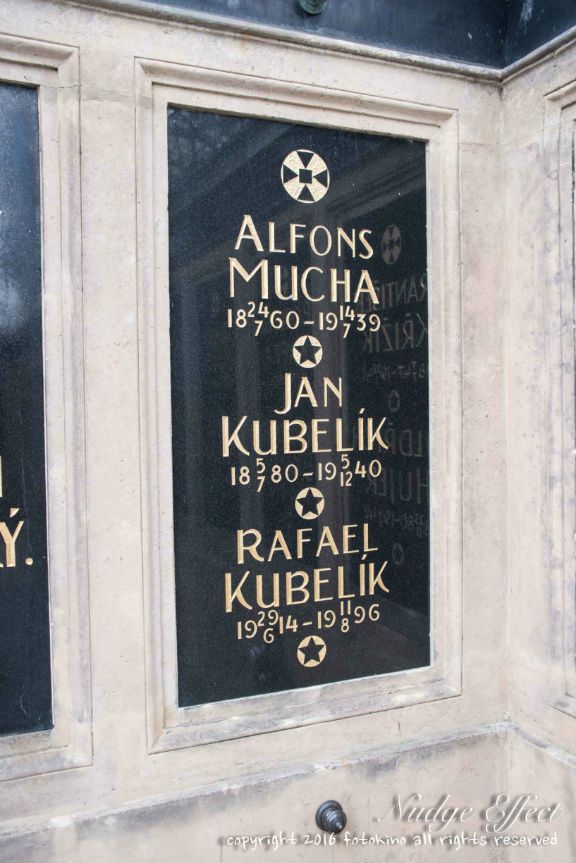 ALFONS
MUCHA
18 24/7 60-19 14/7 39
JAN
KUBELÍK
18 5/7 80-19 5/12 40
RAFAEL
KUBELÍK
19 29/6 14-19 11/8 96
Ý.
Nudge Effect
copyright 2016 fotokino all rights reserved